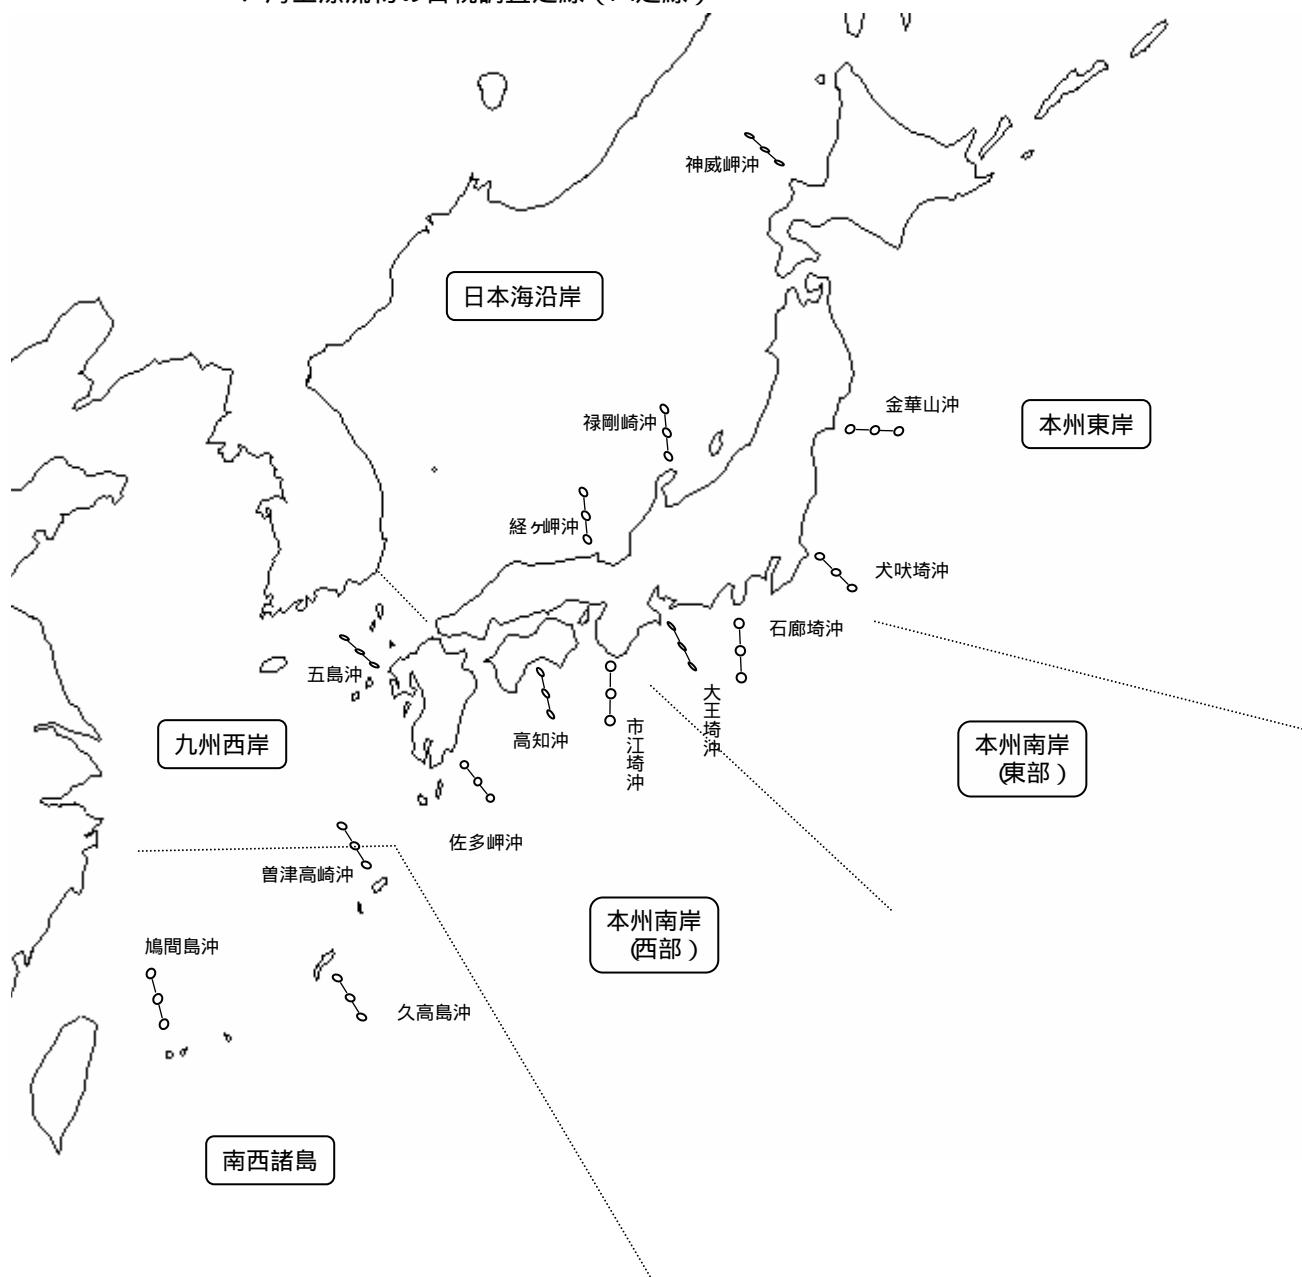 神威岬沖
日本海沿岸
禄剛崎沖
金華山沖
本州東岸
経ヶ岬沖
犬吠埼沖
石廊埼沖
五島沖
大王埼沖
市江埼沖
高知沖
九州西岸
本州南岸
(東部)
佐多岬沖
曽津高崎沖
本州南岸
(西部)
鳩間島沖
久高島沖
南西諸島